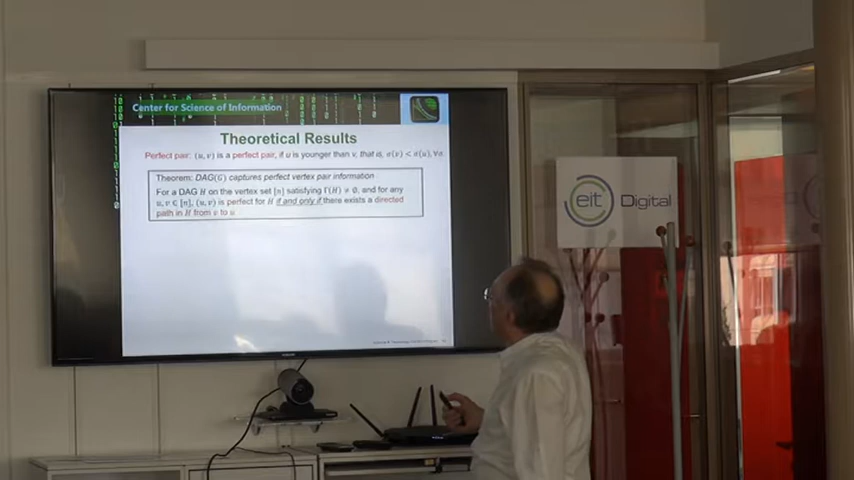 Center for Science of Information
Theoretical Results
Perfect pair: (u, v) is a perfect pair, if u is younger than v, that is, σ(v) < σ(u), ∀σ
Theorem: DAG(G) captures perfect vertex pair information
For a DAG H on the vertex set [n] satisfying Γ(H) ≠ ∅, and for any
u, v ∈ [n], (u, v) is perfect for H if and only if there exists a directed
path in H from v to u
eit Digital